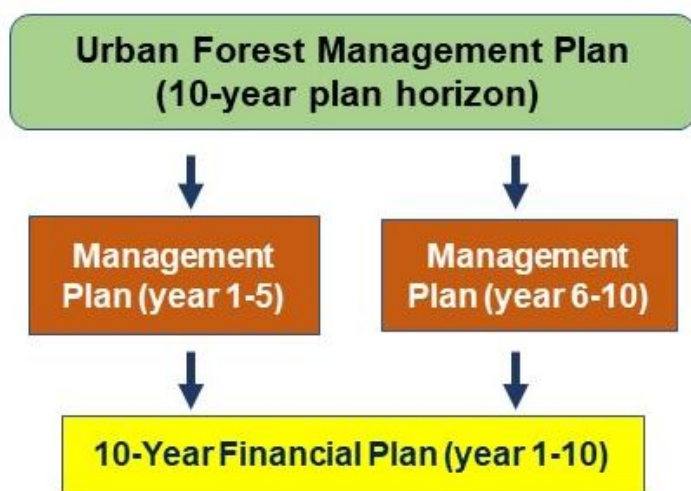 Urban Forest Management Plan
(10-year plan horizon)
Management
Plan (year 1-5)
Management
Plan (year 6-10)
10-Year Financial Plan (year 1-10)